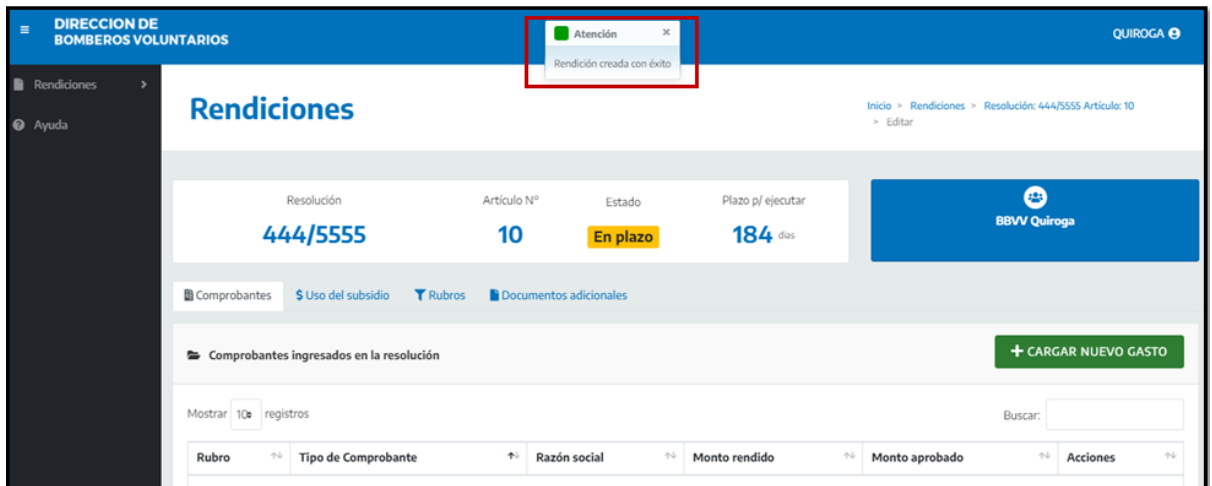 DIRECCION DE
BOMBEROS VOLUNTARIOS
Atención ×
Rendición creada con éxito
QUIROGA
Rendiciones
Ayuda
Rendiciones
Inicio > Rendiciones > Resolución: 444/5555 Artículo: 10
> Editar
Resolución
444/5555
Artículo N°
10
Estado
En plazo
Plazo p/ ejecutar
184 dias
BBVV Quiroga
Comprobantes
$ Uso del subsidio
Rubros
Documentos adicionales
Comprobantes ingresados en la resolución
+ CARGAR NUEVO GASTO
Mostrar 10 registros
Buscar:
Rubro Tipo de Comprobante Razón social Monto rendido Monto aprobado Acciones